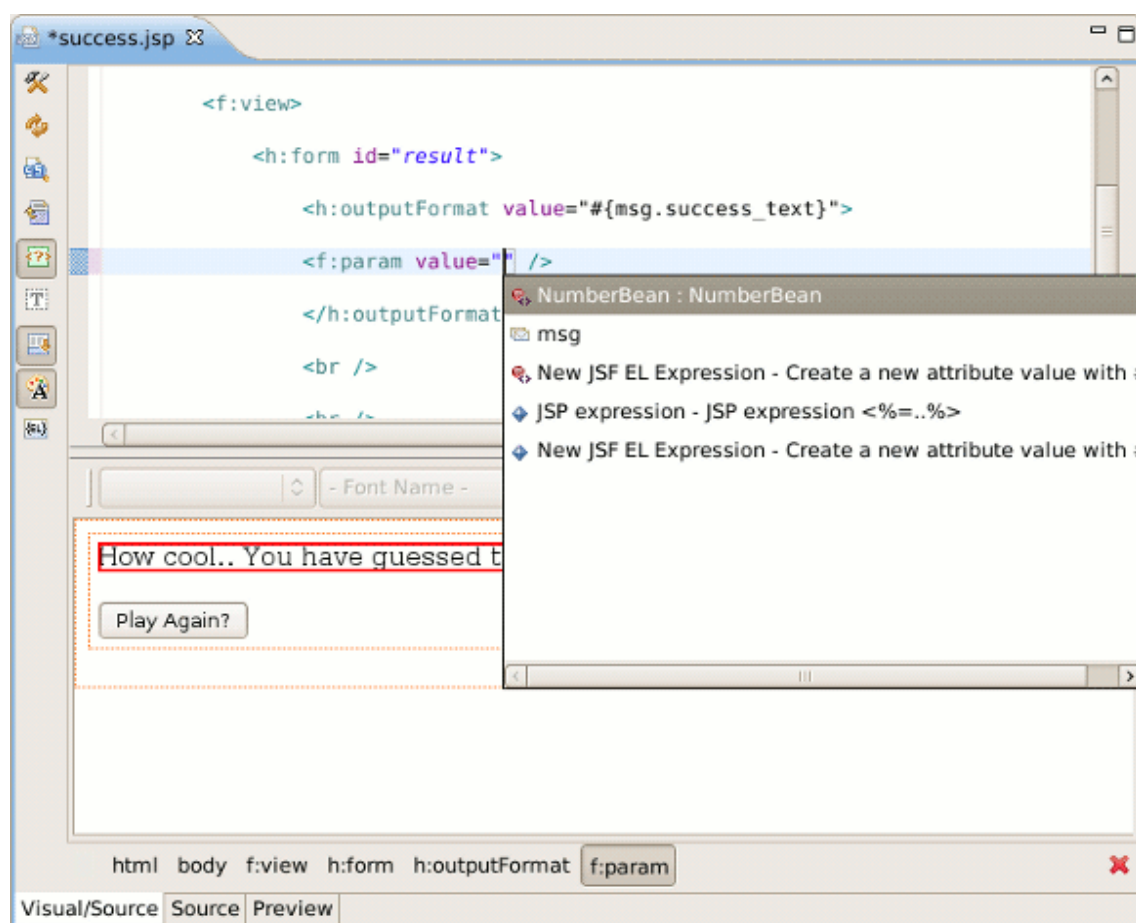 *success.jsp
<f:view>
<h:form id="result">
<h:outputFormat value="#{msg.success_text}">
<f:param value="" />
</h:outputFormat
<br />
<br />
NumberBean : NumberBean
msg
New JSF EL Expression - Create a new attribute value with
JSP expression - JSP expression <%=..%>
New JSF EL Expression - Create a new attribute value with
- Font Name -
How cool.. You have guessed t
Play Again?
html body f:view h:form h:outputFormat f:param
Visual/Source Source Preview